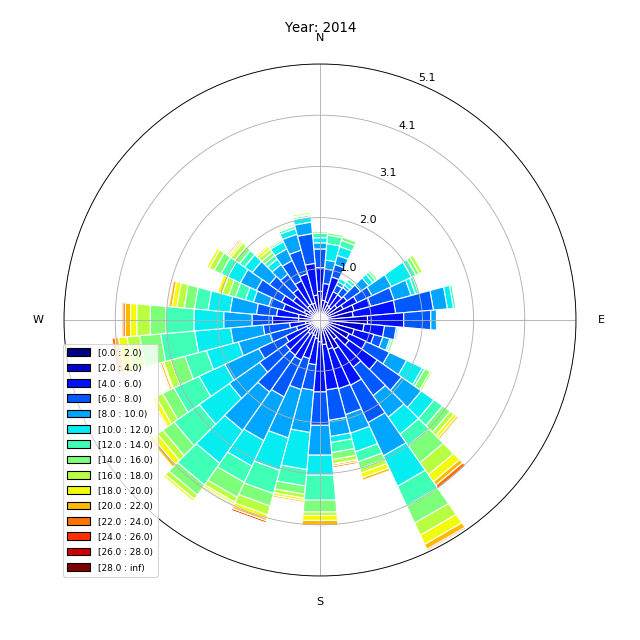 Year: 2014
N
5.1
4.1
3.1
2.0
1.0
W
E
[0.0 : 2.0)
[2.0 : 4.0)
[4.0 : 6.0)
[6.0 : 8.0)
[8.0 : 10.0)
[10.0 : 12.0)
[12.0 : 14.0)
[14.0 : 16.0)
[16.0 : 18.0)
[18.0 : 20.0)
[20.0 : 22.0)
[22.0 : 24.0)
[24.0 : 26.0)
[26.0 : 28.0)
[28.0 : inf)
S